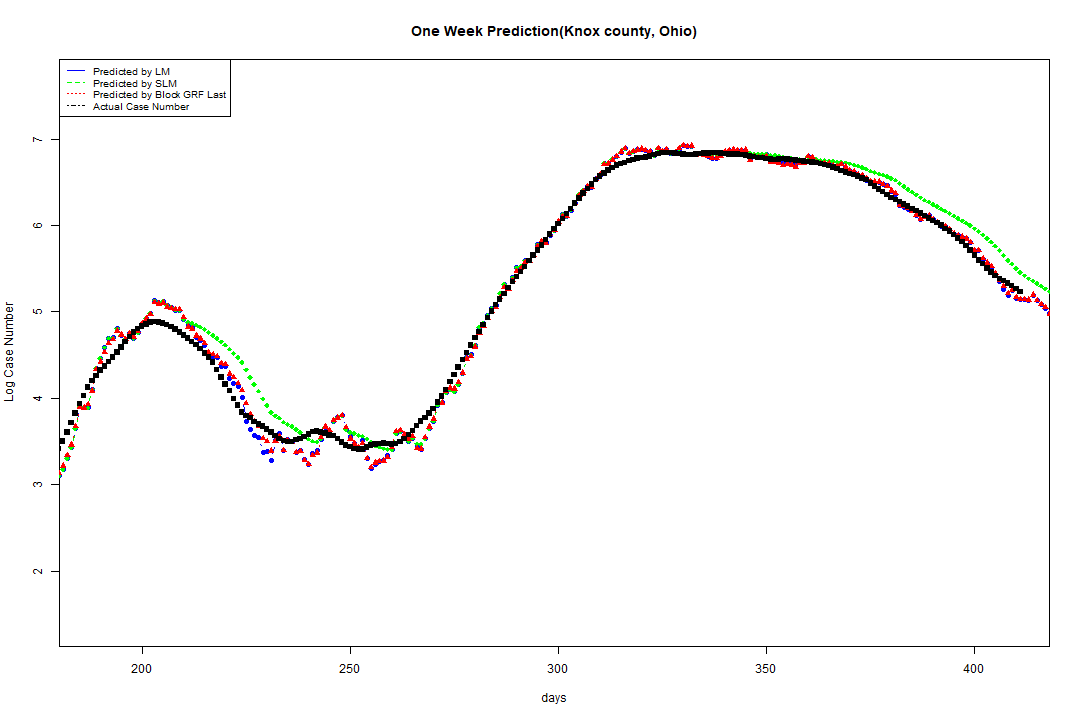 One Week Prediction(Knox county, Ohio)
Predicted by LM
Predicted by SLM
Predicted by Block GRF Last
Actual Case Number
7
6
5
4
3
2
Log Case Number
200 250 300 350 400
days